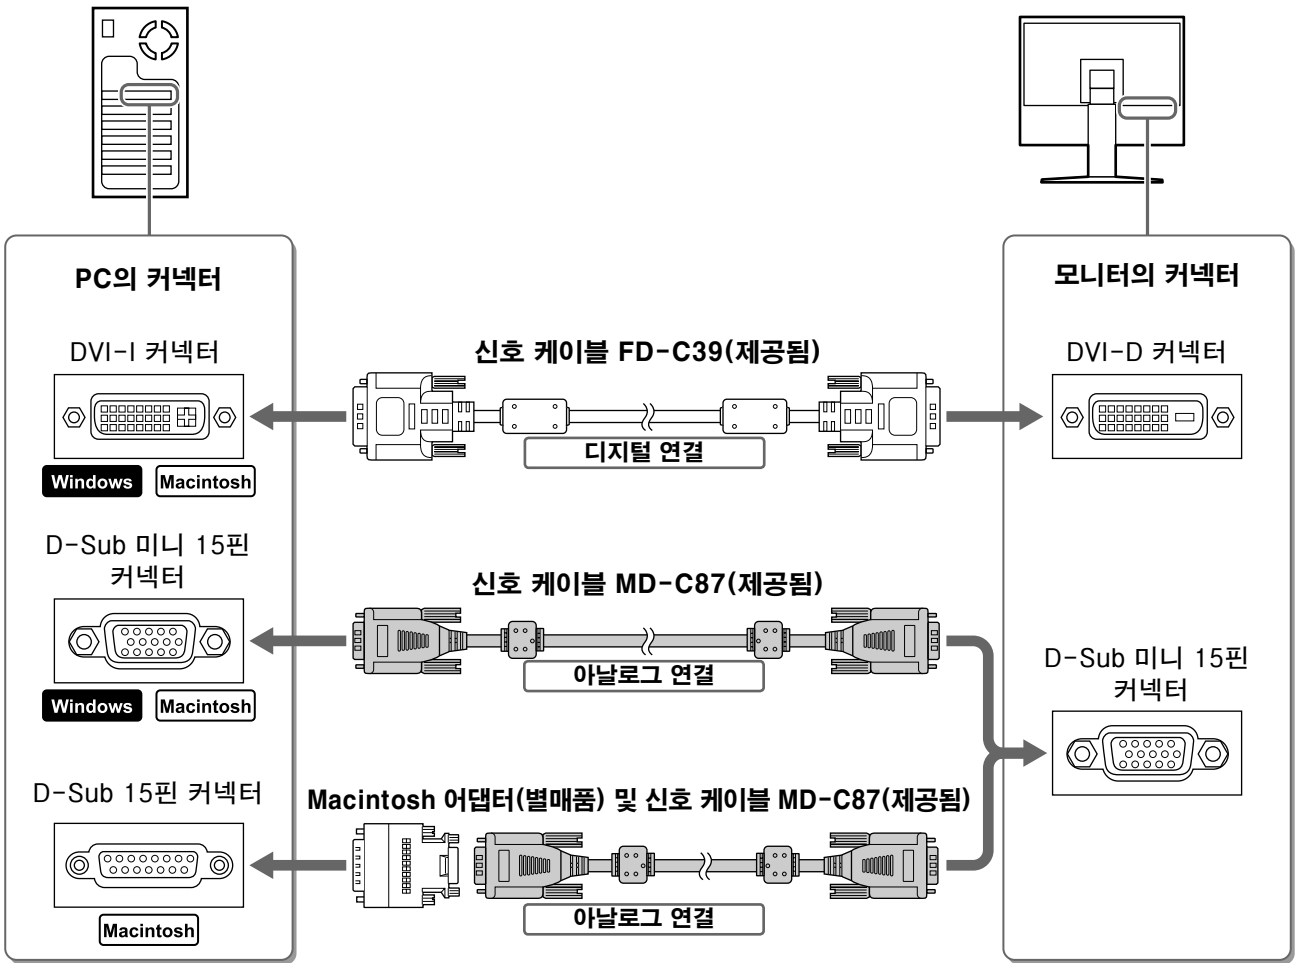 PC의 커넥터
모니터의 커넥터
DVI-I 커넥터
신호 케이블 FD-C39(제공됨)
DVI-D 커넥터
디지털 연결
Windows Macintosh
D-Sub 미니 15핀
커넥터
신호 케이블 MD-C87(제공됨)
아날로그 연결
D-Sub 미니 15핀
커넥터
Windows Macintosh
D-Sub 15핀 커넥터
Macintosh 어댑터(별매품) 및 신호 케이블 MD-C87(제공됨)
아날로그 연결
Macintosh